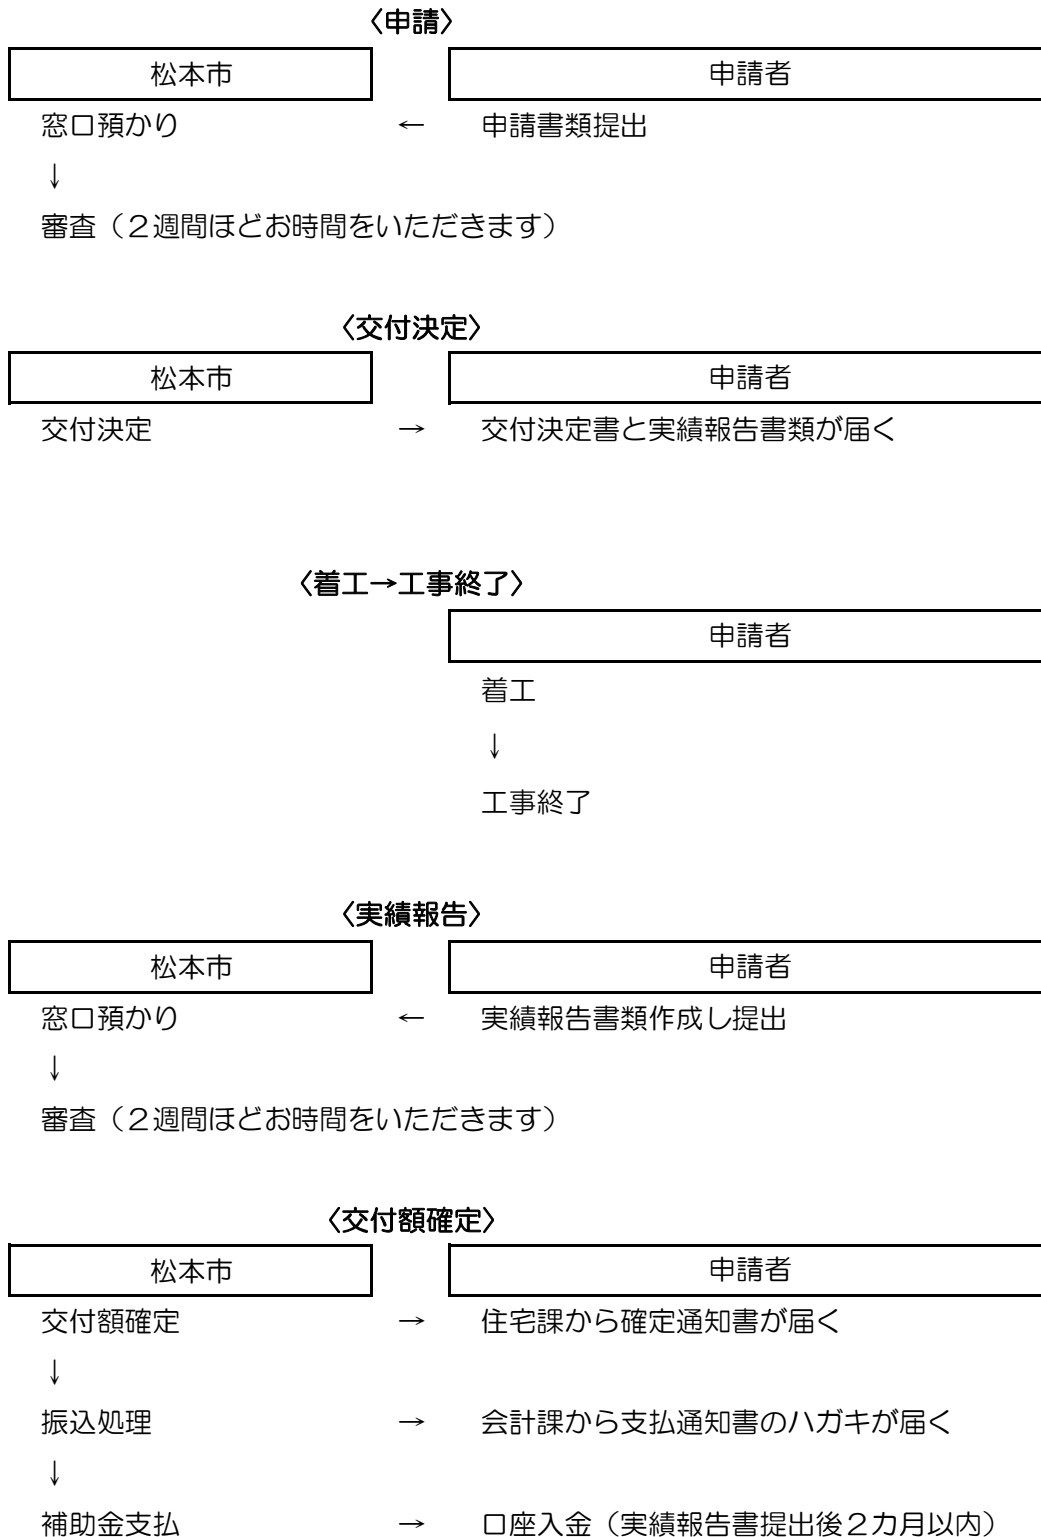 〈申請〉
松本市 申請者
窓口預かり ← 申請書類提出
↓
審査（２週間ほどお時間をいただきます）
〈交付決定〉
松本市 申請者
交付決定 → 交付決定書と実績報告書類が届く
〈着工→工事終了〉
申請者
着工
↓
工事終了
〈実績報告〉
松本市 申請者
窓口預かり ← 実績報告書類作成し提出
↓
審査（２週間ほどお時間をいただきます）
〈交付額確定〉
松本市 申請者
交付額確定 → 住宅課から確定通知書が届く
↓
振込処理 → 会計課から支払通知書のハガキが届く
↓
補助金支払 → 口座入金（実績報告書提出後２カ月以内）